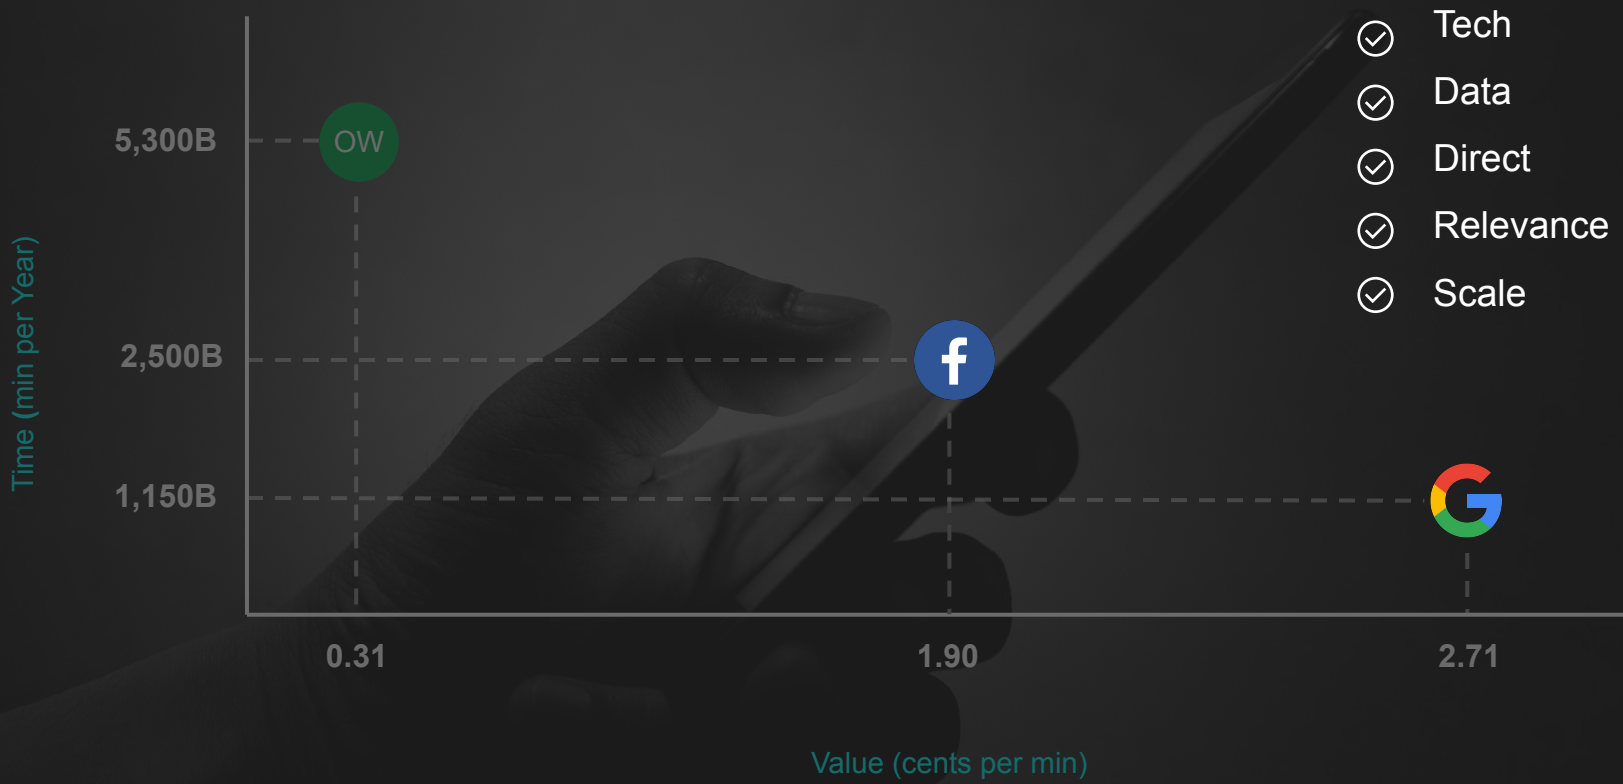 Tech
Data
Direct
Relevance
Scale
5,300B
OW
2,500B
f
1,150B
G
Time (min per Year)
0.31
1.90
2.71
Value (cents per min)